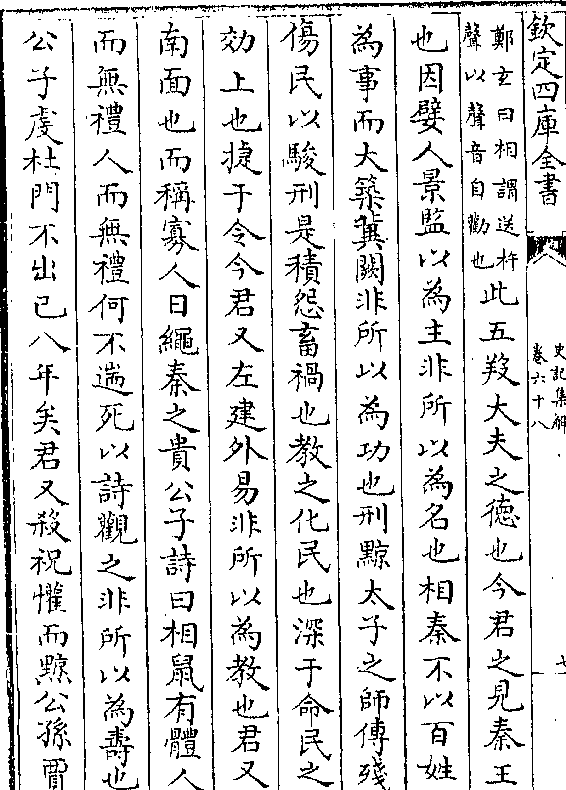 欽定四庫全書
史記集解
卷六十八
七
鄭玄曰相謂送杵
聲以聲音自勸也
此五羖大夫之德也今君之見秦王
也因嬖人景監以為主非所以為名也相秦不以百姓
為事而大築冀闕非所以為功也刑黥太子之師傅殘
傷民以駿刑是積怨畜禍也教之化民也深于命民之
効上也捷于令今君又左建外易非所以為教也君又
南面也而稱寡人日繩秦之貴公子詩曰相鼠有體人
而無禮人而無禮何不遄死以詩觀之非所以為壽也
公子虔杜門不出已八年矣君又殺祝懽而黥公孫賈